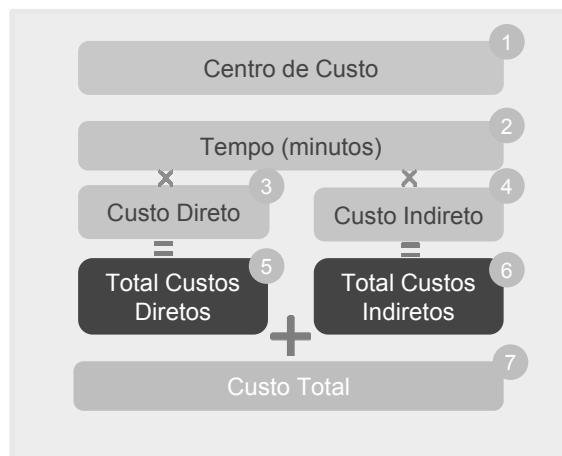 1
Centro de Custo
2
Tempo (minutos)
×
×
3
Custo Direto
4
Custo Indireto
=
=
5
Total Custos
Diretos
6
Total Custos
Indiretos
+
7
Custo Total